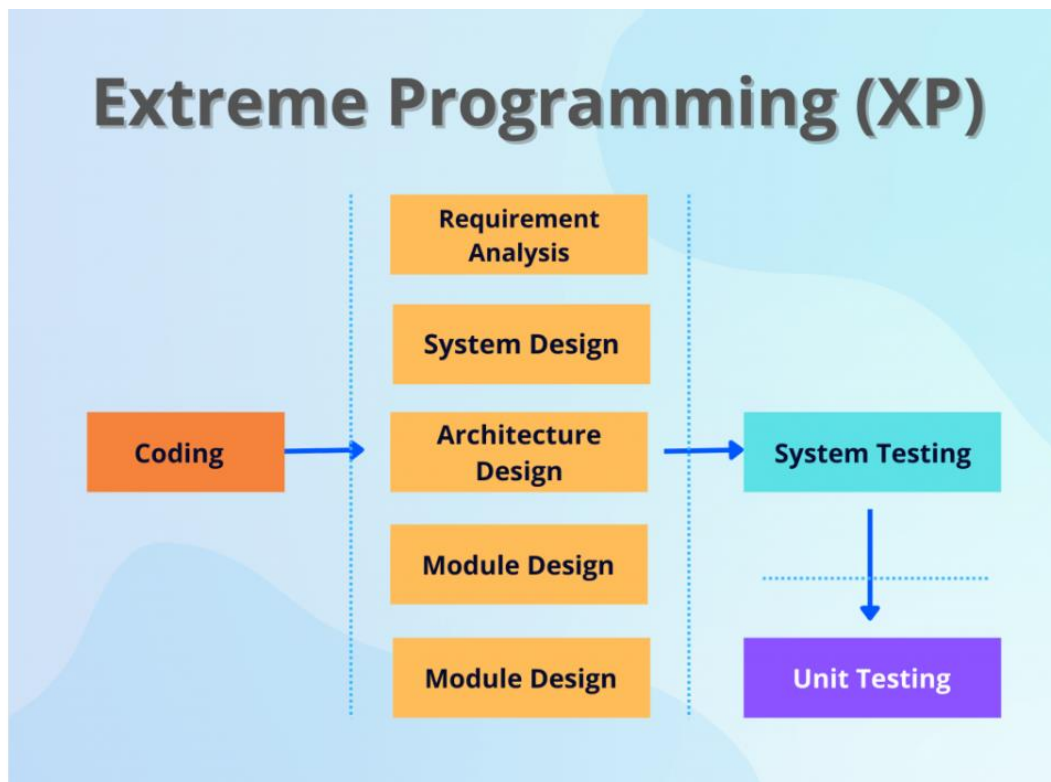 Extreme Programming (XP)
Requirement
Analysis
System Design
Coding
Architecture
Design
System Testing
Module Design
Module Design
Unit Testing